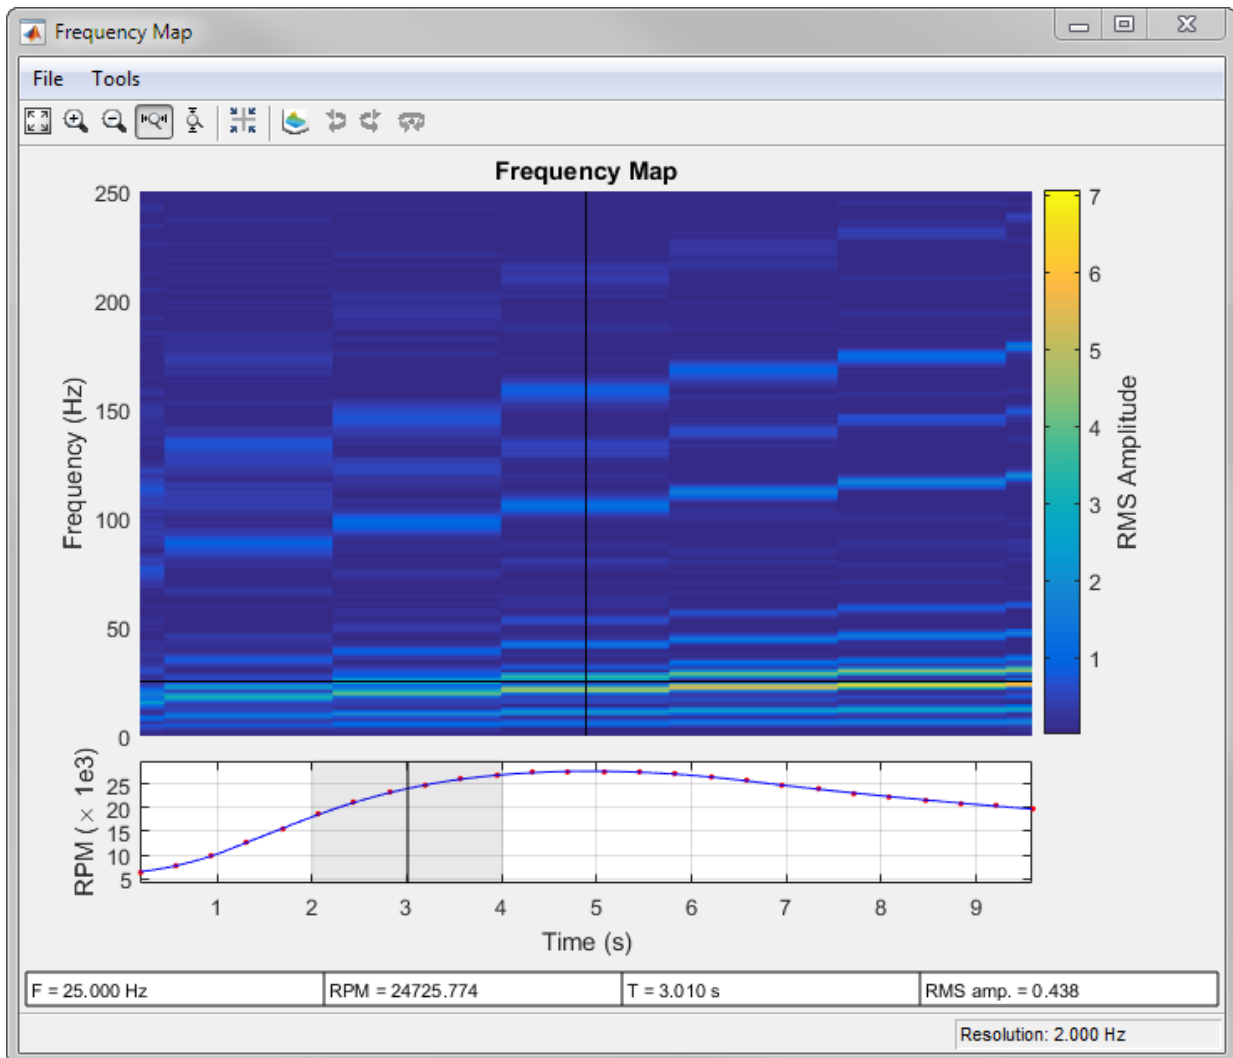 Frequency Map
File Tools
Frequency Map
250
200
150
100
50
0
Frequency (Hz)
7
6
5
4
3
2
1
RMS Amplitude
25
20
15
10
5
RPM ( × 1e3)
1 2 3 4 5 6 7 8 9
Time (s)
F = 25.000 Hz RPM = 24725.774 T = 3.010 s RMS amp. = 0.438
Resolution: 2.000 Hz